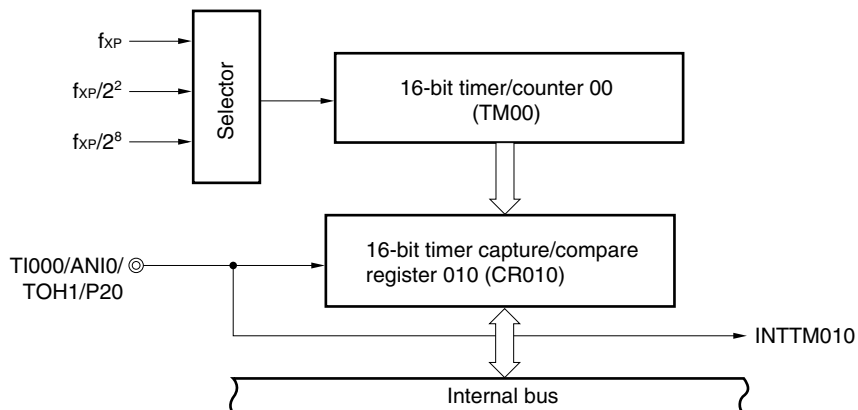 fXP
fXP/2²
fXP/2⁸
Selector
16-bit timer/counter 00
(TM00)
16-bit timer capture/compare
register 010 (CR010)
TI000/ANI0/
TOH1/P20
INTTM010
Internal bus